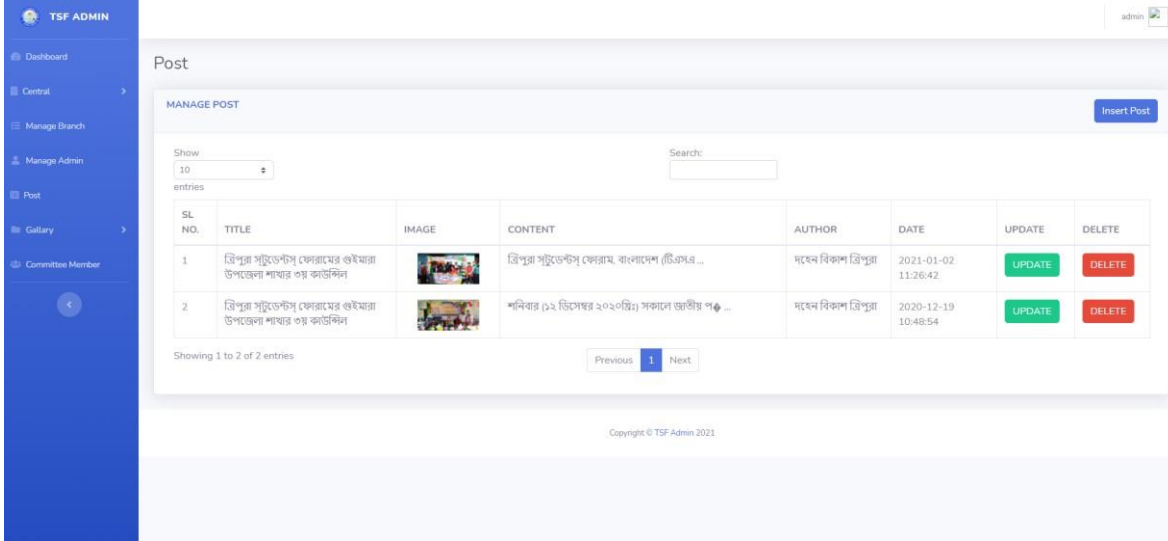 TSF ADMIN
admin
Dashboard
Central
Manage Branch
Manage Admin
Post
Gallary
Committee Member
Post
MANAGE POST
Insert Post
Show
10
entries
Search:
SL NO. TITLE IMAGE CONTENT AUTHOR DATE UPDATE DELETE
1 ত্রিপুরা স্টুডেন্টস্ ফোরামের গুইমারা ত্রিপুরা স্টুডেন্টস্ ফোরাম, বাংলাদেশ (টিএস.এ ... দহেন বিকাশ ত্রিপুরা 2021-01-02 UPDATE DELETE
উপজেলা শাখার ৩য় কাউন্সিল 11:26:42
2 ত্রিপুরা স্টুডেন্টস্ ফোরামের গুইমারা শনিবার (১২ ডিসেম্বর ২০২০খ্রিঃ) সকালে জাতীয় প� ... দহেন বিকাশ ত্রিপুরা 2020-12-19 UPDATE DELETE
উপজেলা শাখার ৩য় কাউন্সিল 10:48:54
Showing 1 to 2 of 2 entries
Previous 1 Next
Copyright © TSF Admin 2021